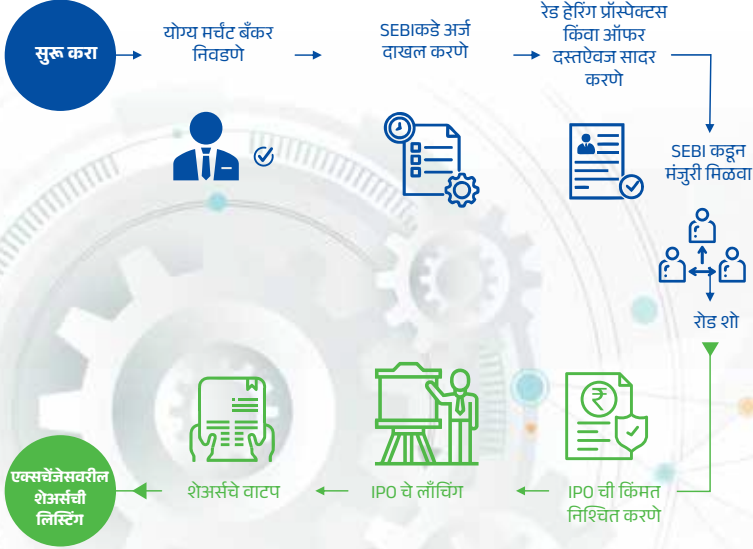 सुरू करा
योग्य मर्चंट बँकर
निवडणे
SEBIकडे अर्ज
दाखल करणे
रेड हेरिंग प्रॉस्पेक्टस
किंवा ऑफर
दस्तऐवज सादर
करणे
SEBI कडून
मंजुरी मिळवा
रोड शो
IPO ची किंमत
निश्चित करणे
IPO चे लाँचिंग
शेअर्सचे वाटप
एक्सचेंजेसवरील
शेअर्सची
लिस्टिंग